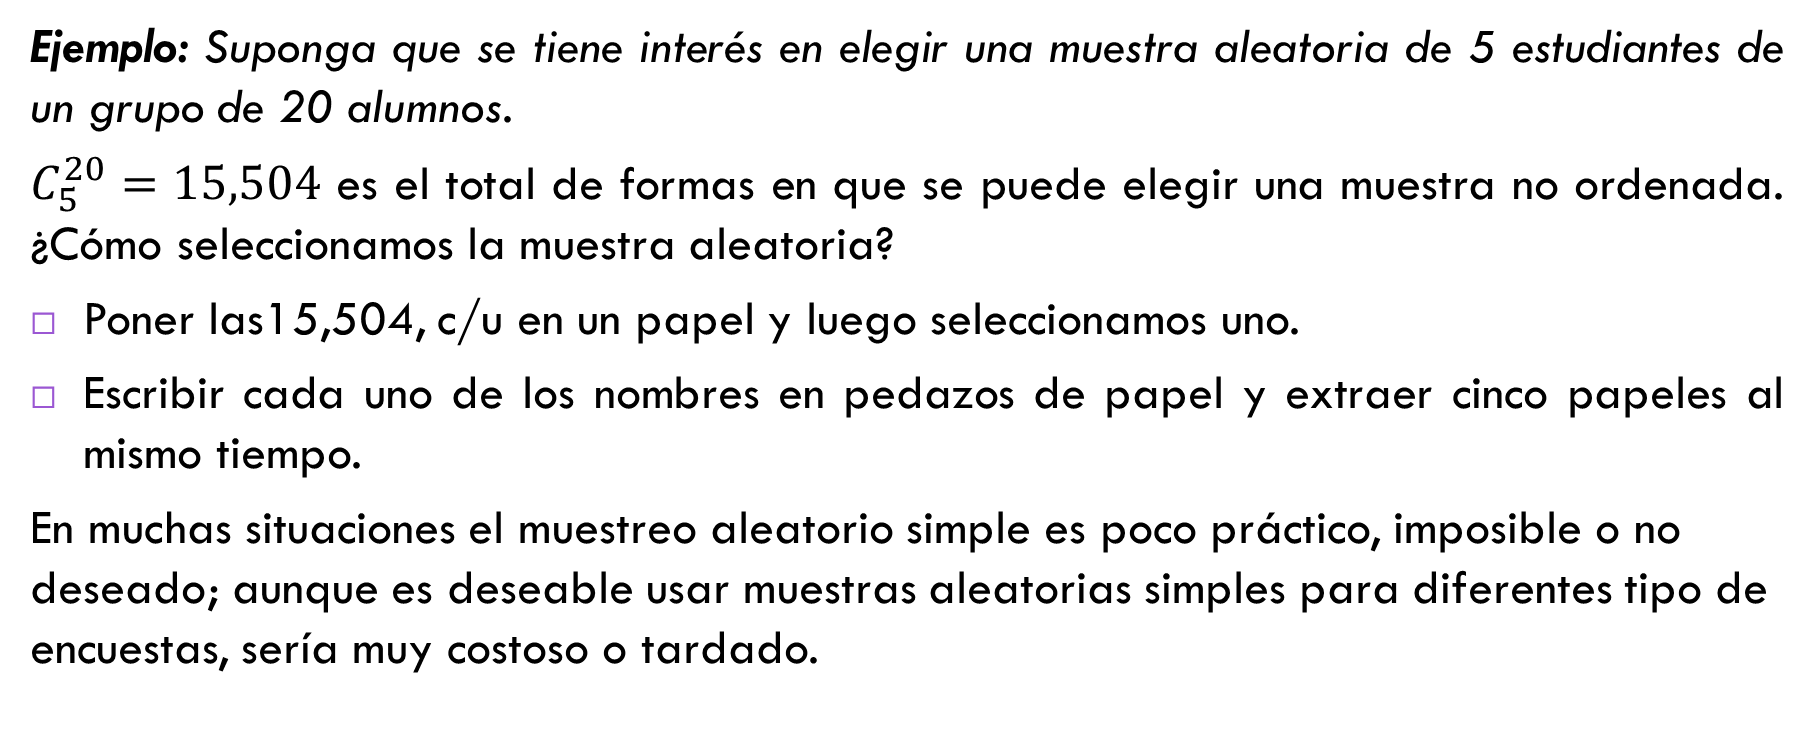 Ejemplo: Suponga que se tiene interés en elegir una muestra aleatoria de 5 estudiantes de
un grupo de 20 alumnos.
$C_5^{20} = 15,504$ es el total de formas en que se puede elegir una muestra no ordenada.
¿Cómo seleccionamos la muestra aleatoria?
□ Poner las15,504, c/u en un papel y luego seleccionamos uno.
□ Escribir cada uno de los nombres en pedazos de papel y extraer cinco papeles al
mismo tiempo.
En muchas situaciones el muestreo aleatorio simple es poco práctico, imposible o no
deseado; aunque es deseable usar muestras aleatorias simples para diferentes tipo de
encuestas, sería muy costoso o tardado.